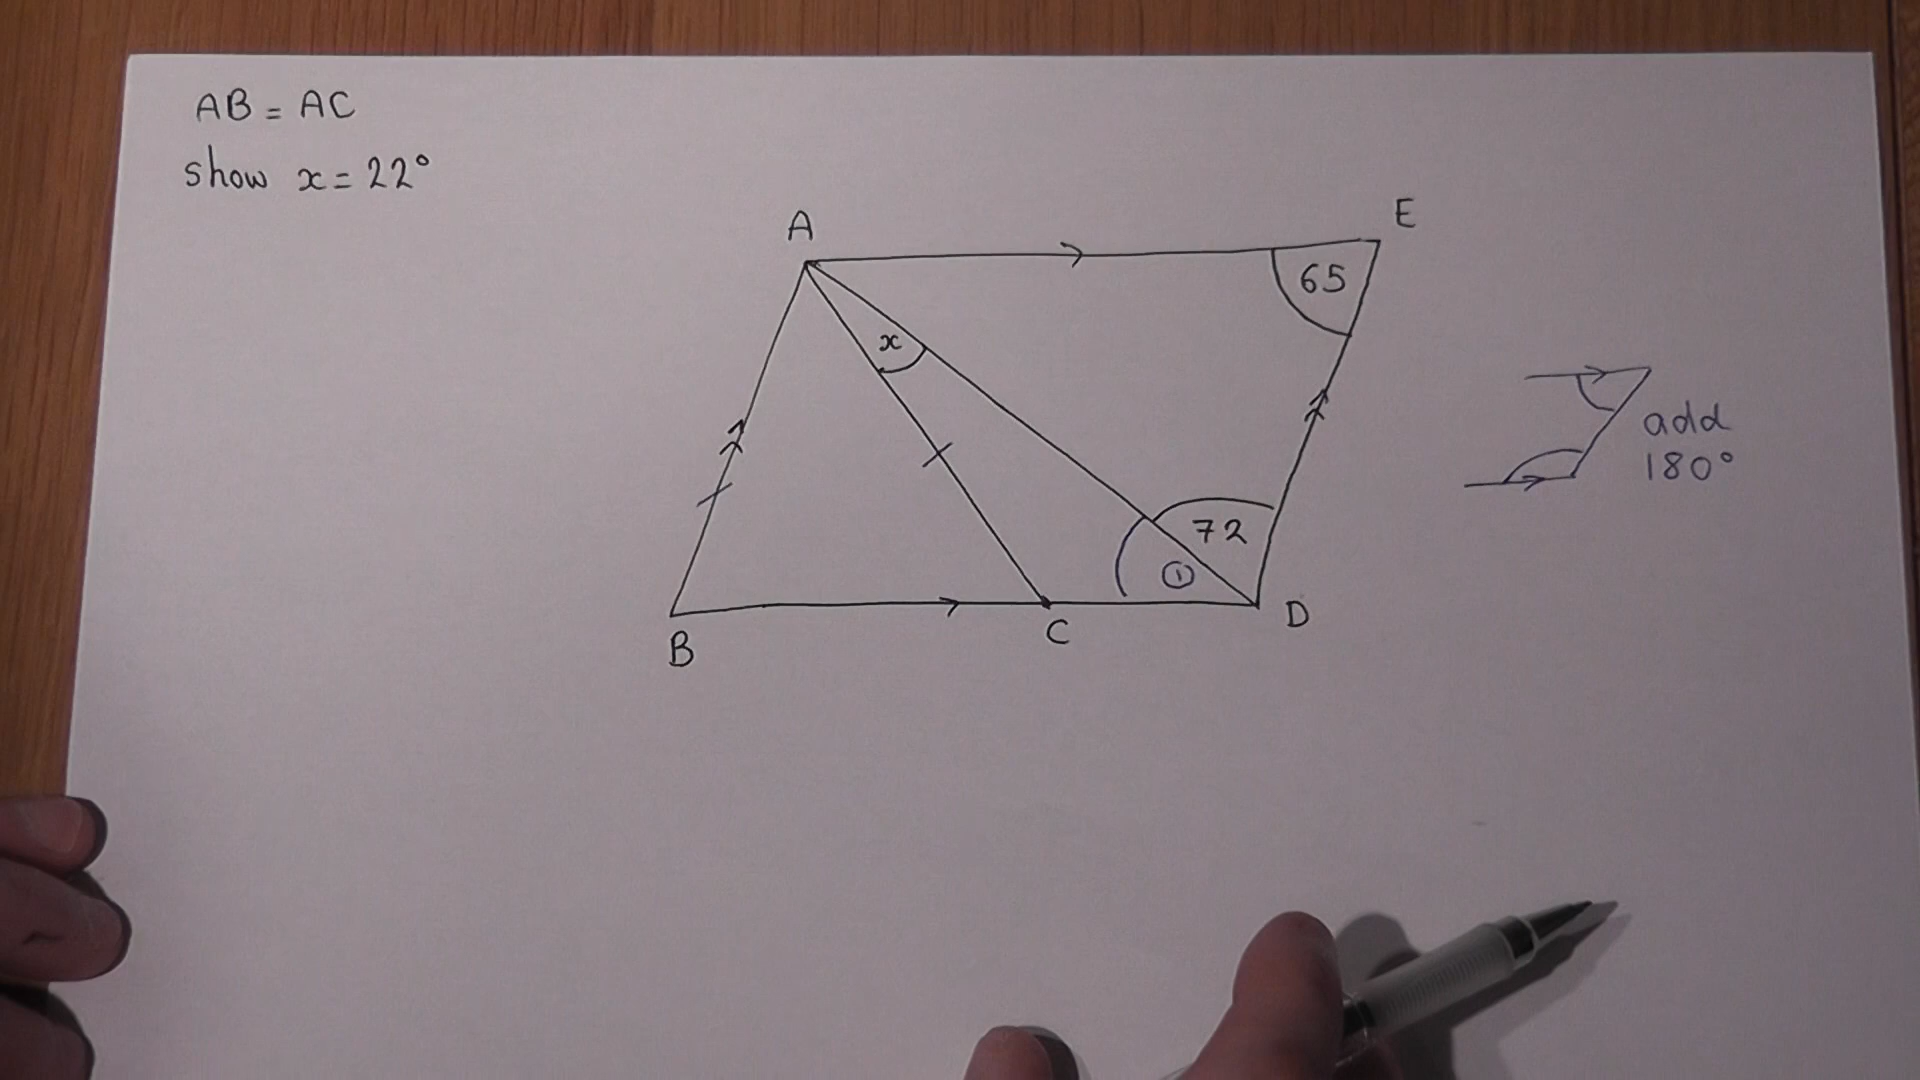 AB = AC
show x = 22°
A
E
65
x
add
180°
72
①
B
C
D